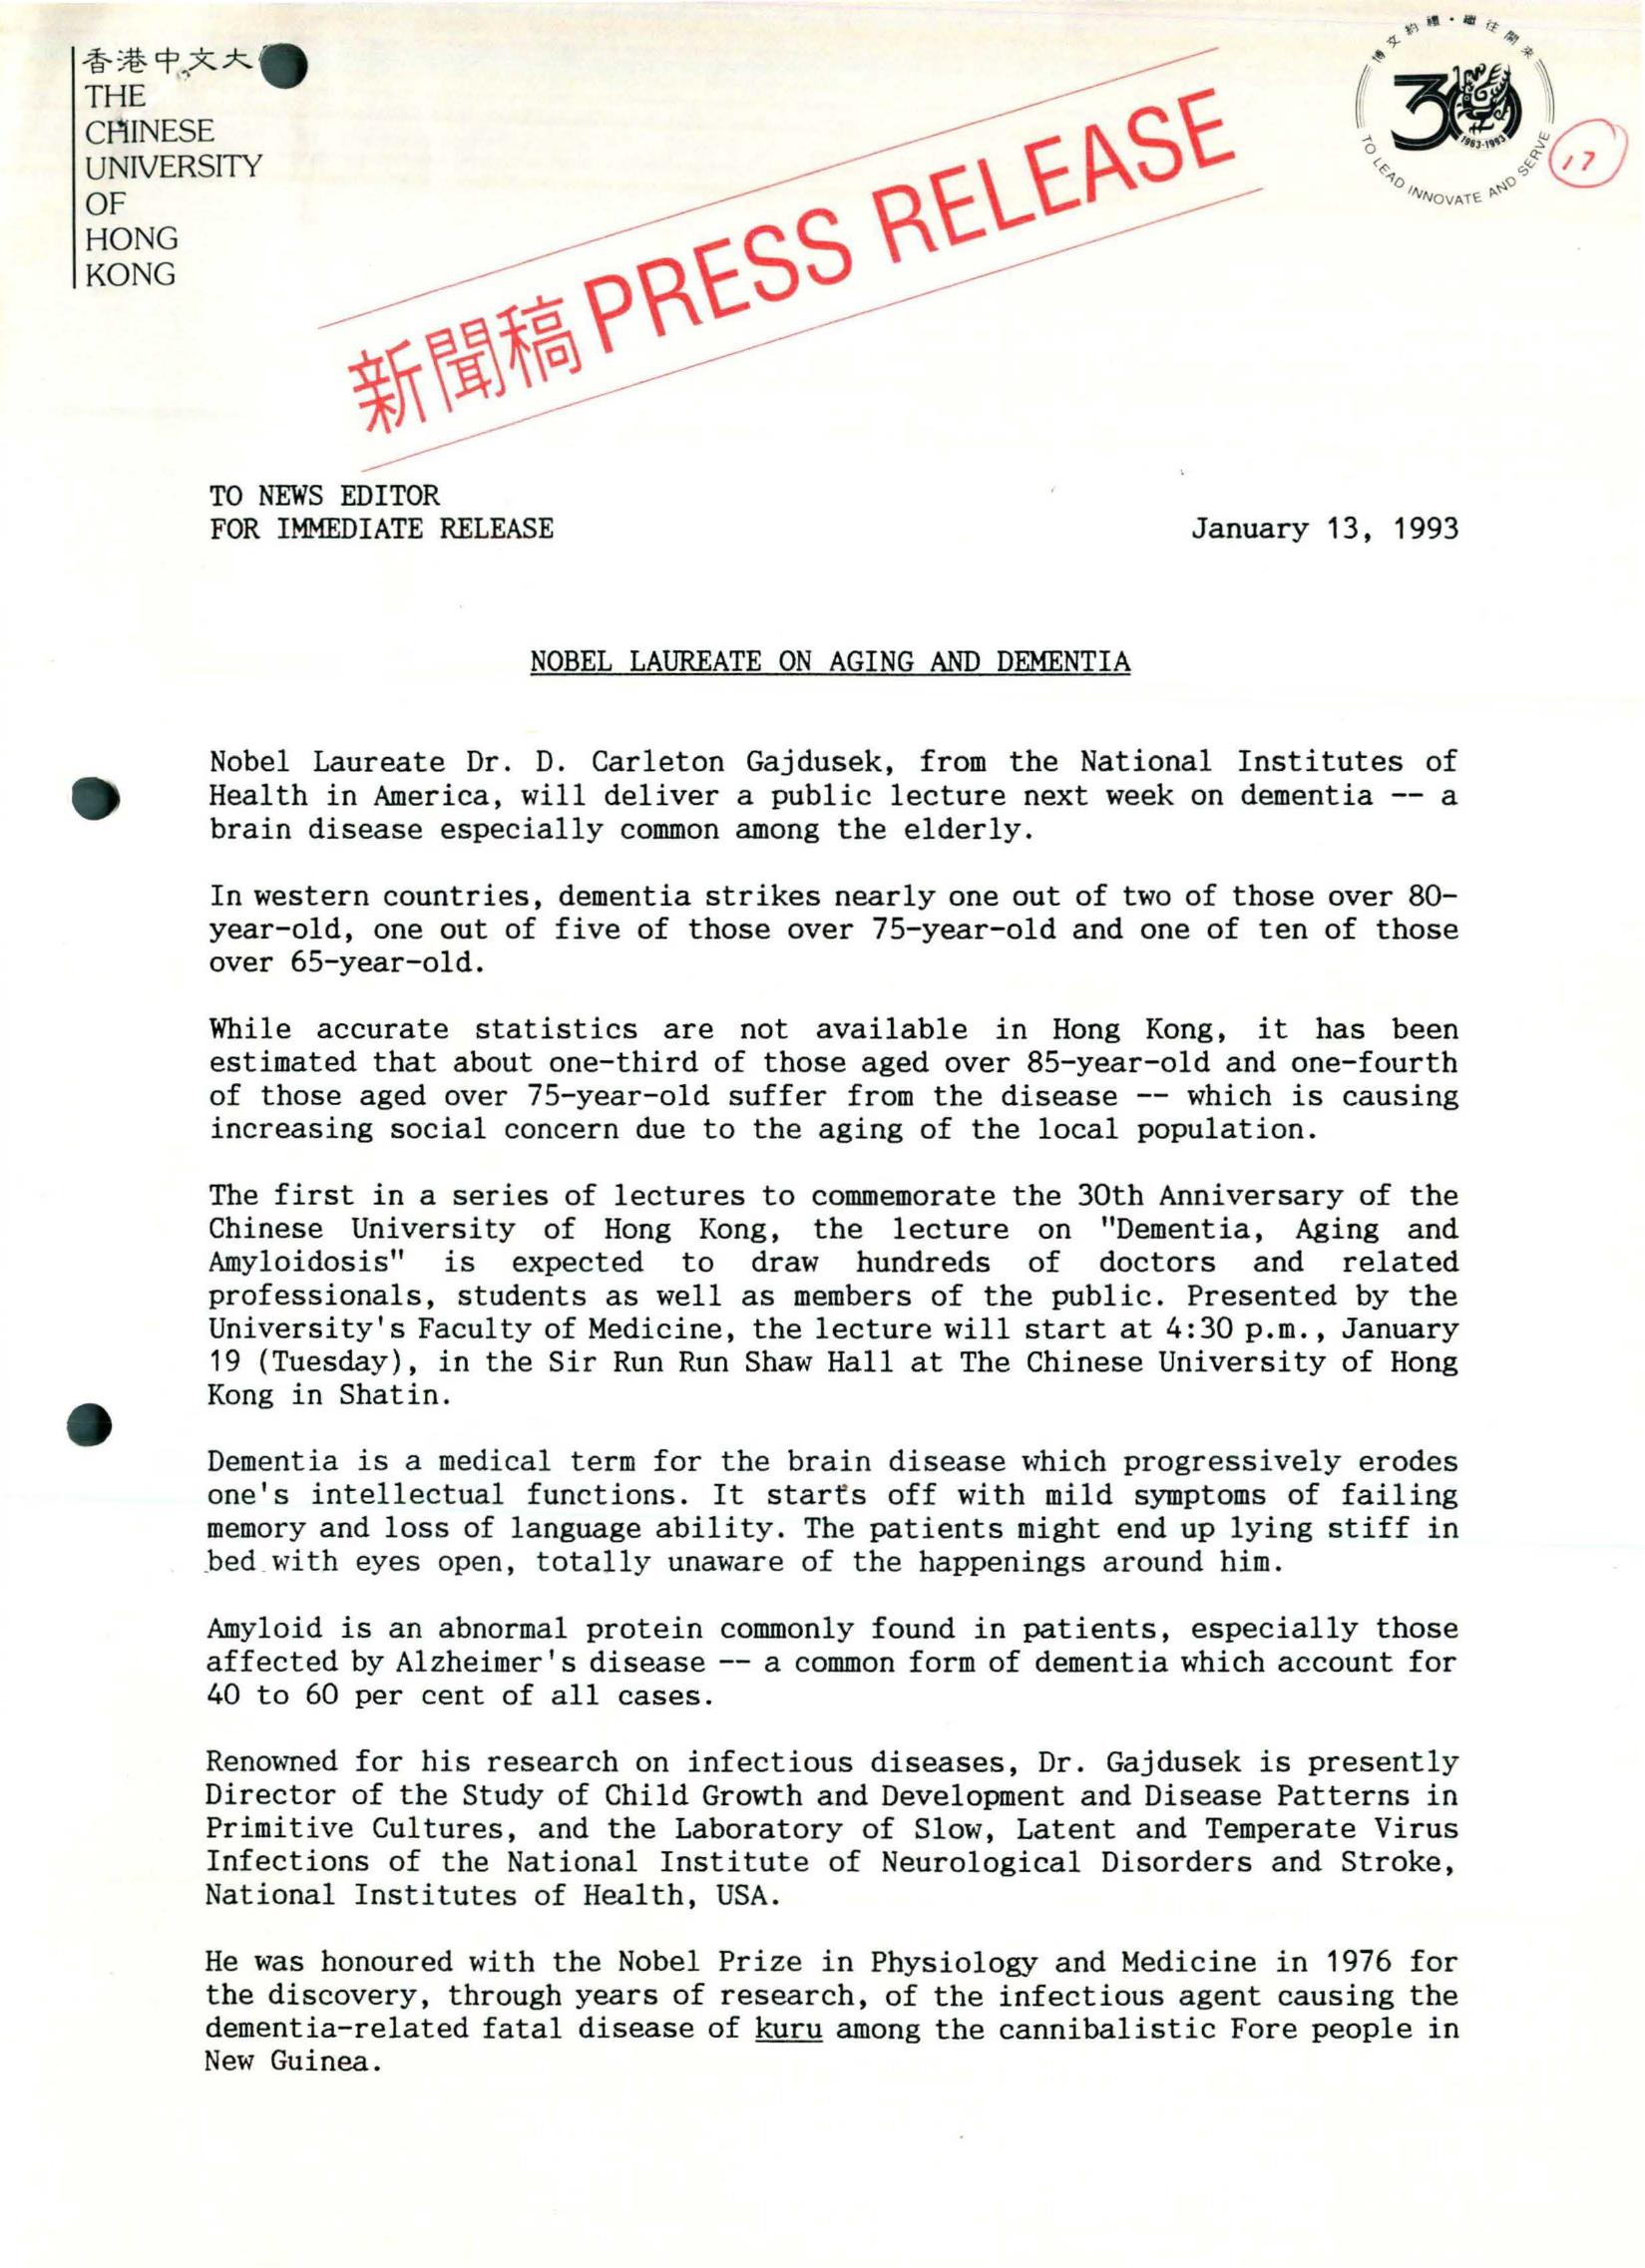 香港中文大
THE
CHINESE
UNIVERSITY
OF
HONG
KONG
博文約禮·繼往開來
30
1963-1993
TO LEAD INNOVATE AND SERVE
17
新聞稿 PRESS RELEASE
TO NEWS EDITOR
FOR IMMEDIATE RELEASE January 13, 1993
NOBEL LAUREATE ON AGING AND DEMENTIA
Nobel Laureate Dr. D. Carleton Gajdusek, from the National Institutes of
Health in America, will deliver a public lecture next week on dementia -- a
brain disease especially common among the elderly.
In western countries, dementia strikes nearly one out of two of those over 80-
year-old, one out of five of those over 75-year-old and one of ten of those
over 65-year-old.
While accurate statistics are not available in Hong Kong, it has been
estimated that about one-third of those aged over 85-year-old and one-fourth
of those aged over 75-year-old suffer from the disease -- which is causing
increasing social concern due to the aging of the local population.
The first in a series of lectures to commemorate the 30th Anniversary of the
Chinese University of Hong Kong, the lecture on "Dementia, Aging and
Amyloidosis" is expected to draw hundreds of doctors and related
professionals, students as well as members of the public. Presented by the
University's Faculty of Medicine, the lecture will start at 4:30 p.m., January
19 (Tuesday), in the Sir Run Run Shaw Hall at The Chinese University of Hong
Kong in Shatin.
Dementia is a medical term for the brain disease which progressively erodes
one's intellectual functions. It starts off with mild symptoms of failing
memory and loss of language ability. The patients might end up lying stiff in
bed with eyes open, totally unaware of the happenings around him.
Amyloid is an abnormal protein commonly found in patients, especially those
affected by Alzheimer's disease -- a common form of dementia which account for
40 to 60 per cent of all cases.
Renowned for his research on infectious diseases, Dr. Gajdusek is presently
Director of the Study of Child Growth and Development and Disease Patterns in
Primitive Cultures, and the Laboratory of Slow, Latent and Temperate Virus
Infections of the National Institute of Neurological Disorders and Stroke,
National Institutes of Health, USA.
He was honoured with the Nobel Prize in Physiology and Medicine in 1976 for
the discovery, through years of research, of the infectious agent causing the
dementia-related fatal disease of kuru among the cannibalistic Fore people in
New Guinea.